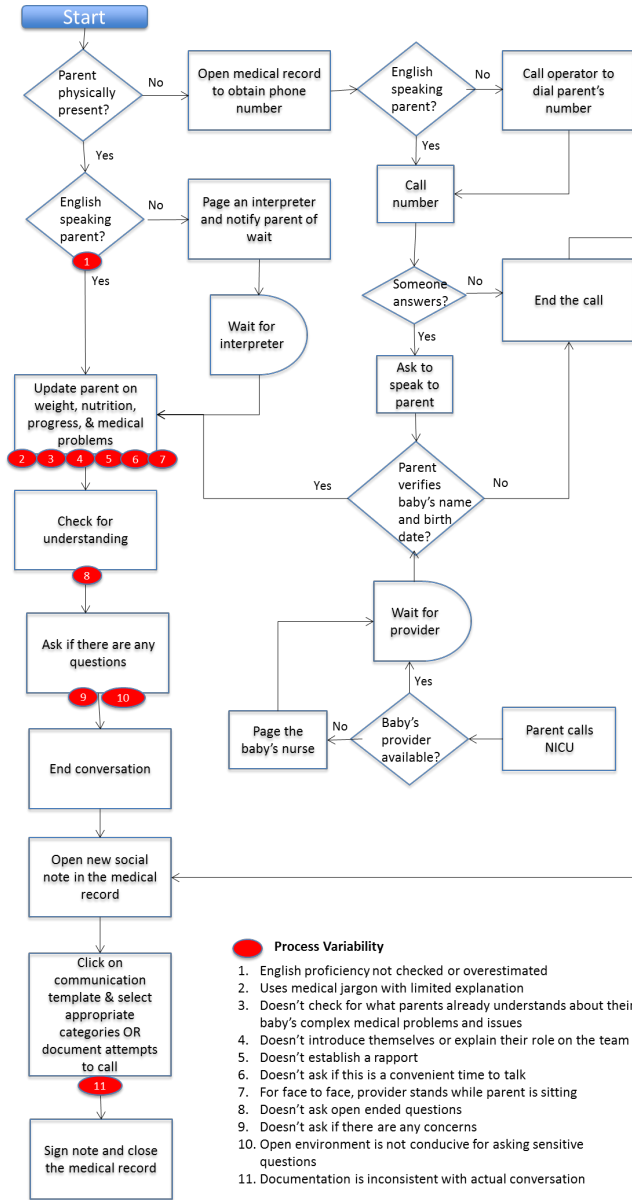 Start
Parent
physically
present?
No
Open medical record
to obtain phone
number
English
speaking
parent?
No
Call operator to
dial parent's
number
Yes
Yes
English
speaking
parent?
No
Page an interpreter
and notify parent of
wait
Call
number
1
Yes
Someone
answers?
No
End the call
Wait for
interpreter
Yes
Ask to
speak to
parent
Update parent on
weight, nutrition,
progress, & medical
problems
2
3
4
5
6
7
Yes
Parent
verifies
baby's name
and birth
date?
No
Check for
understanding
8
Wait for
provider
Ask if there are any
questions
Yes
9
10
Page the
baby's nurse
No
Baby's
provider
available?
Parent calls
NICU
End conversation
Open new social
note in the medical
record
Click on
communication
template & select
appropriate
categories OR
document attempts
to call
11
Sign note and close
the medical record
Process Variability
1. English proficiency not checked or overestimated
2. Uses medical jargon with limited explanation
3. Doesn't check for what parents already understands about their
baby's complex medical problems and issues
4. Doesn't introduce themselves or explain their role on the team
5. Doesn't establish a rapport
6. Doesn't ask if this is a convenient time to talk
7. For face to face, provider stands while parent is sitting
8. Doesn't ask open ended questions
9. Doesn't ask if there are any concerns
10. Open environment is not conducive for asking sensitive
questions
11. Documentation is inconsistent with actual conversation